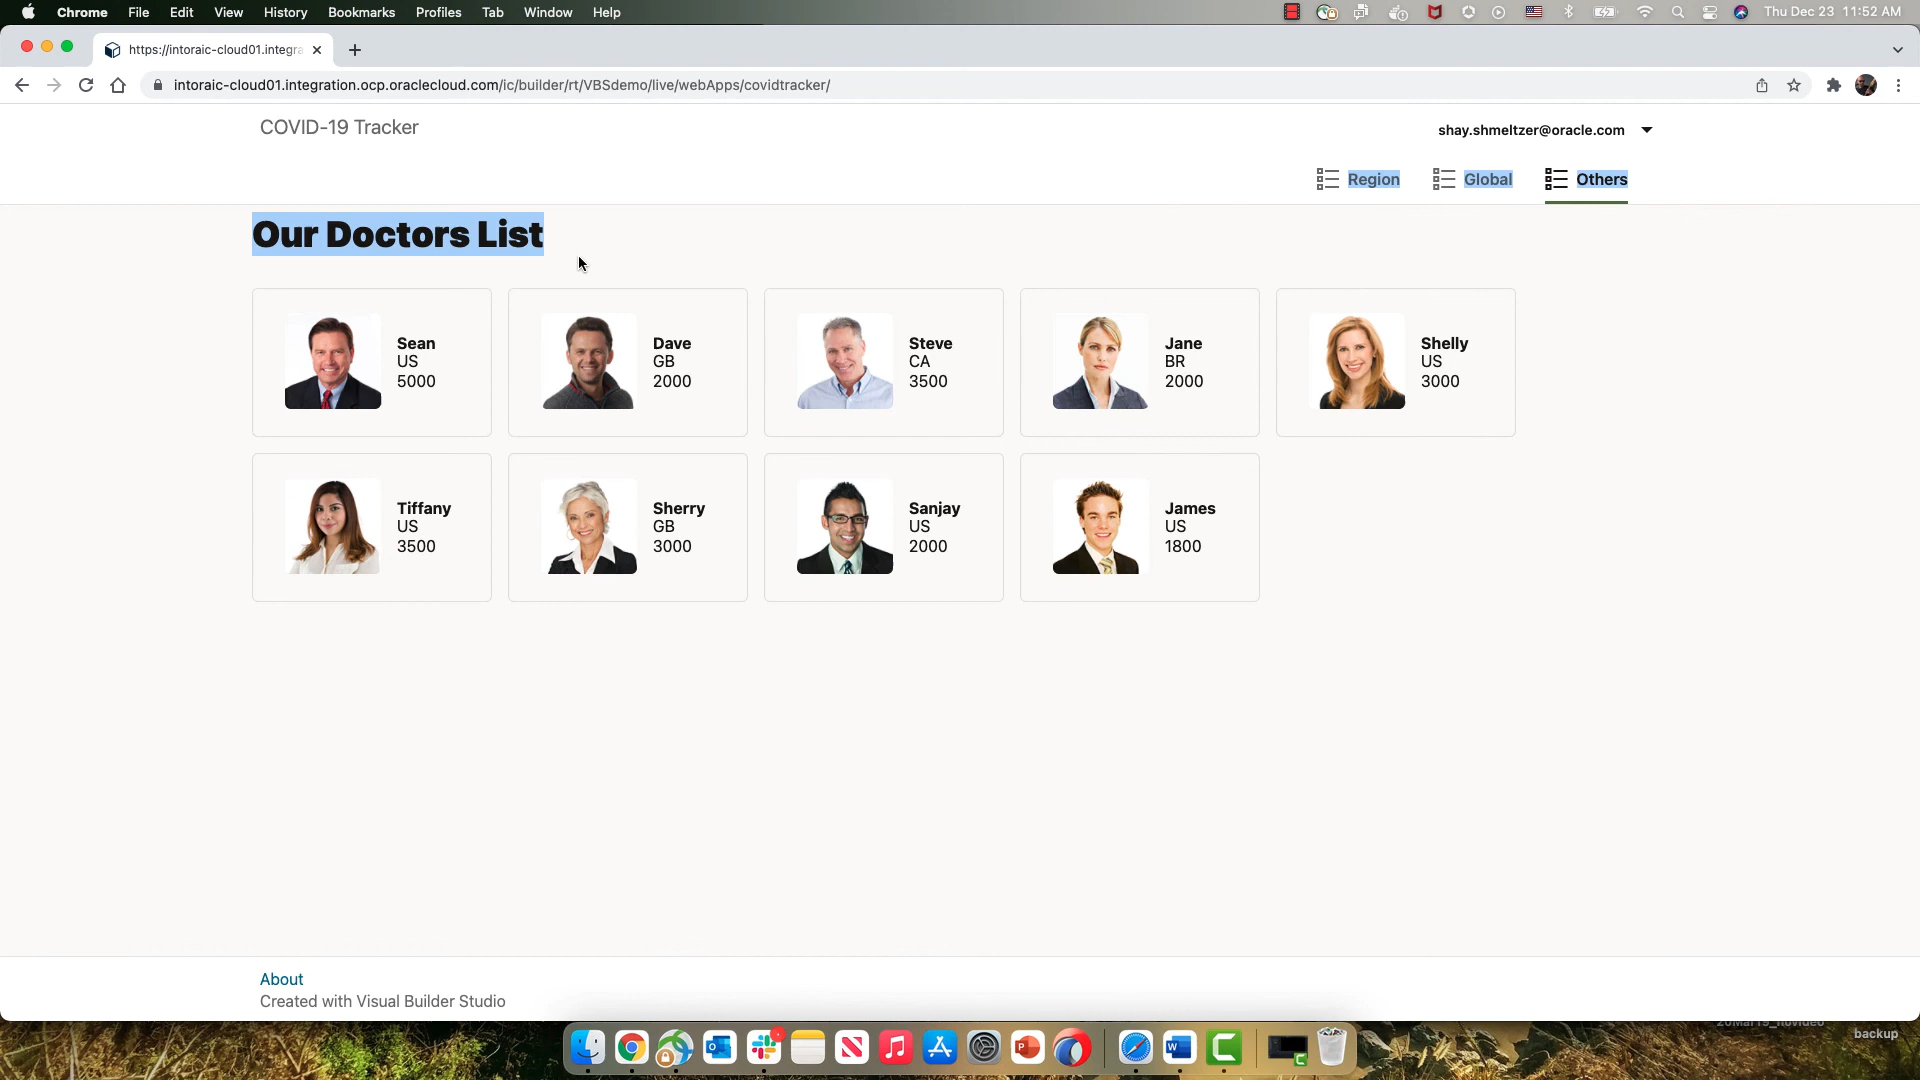 Chrome File Edit View History Bookmarks Profiles Tab Window Help
Thu Dec 23 11:52 AM
https://intoraic-cloud01.integra
intoraic-cloud01.integration.ocp.oraclecloud.com/ic/builder/rt/VBSdemo/live/webApps/covidtracker/
COVID-19 Tracker
shay.shmeltzer@oracle.com
Region Global Others
Our Doctors List
Sean
US
5000
Dave
GB
2000
Steve
CA
3500
Jane
BR
2000
Shelly
US
3000
Tiffany
US
3500
Sherry
GB
3000
Sanjay
US
2000
James
US
1800
About
Created with Visual Builder Studio
backup